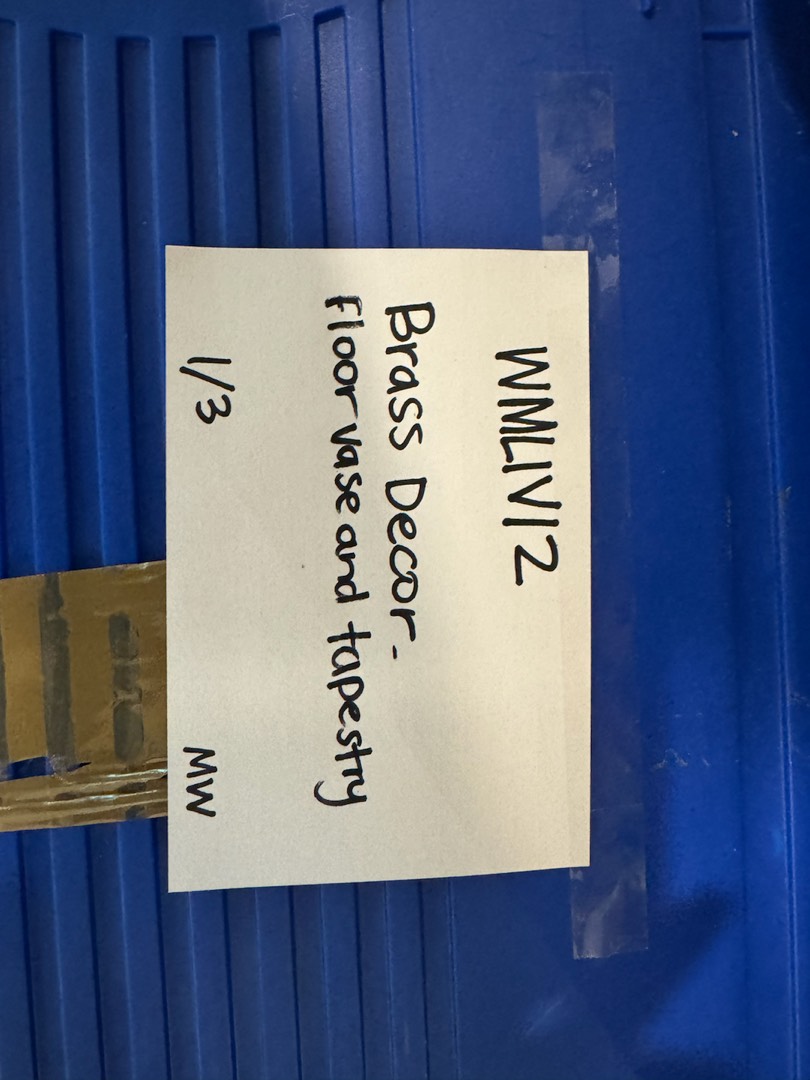 WMLIV12
Brass Decor-
Floor vase and tapestry
1/3 MW